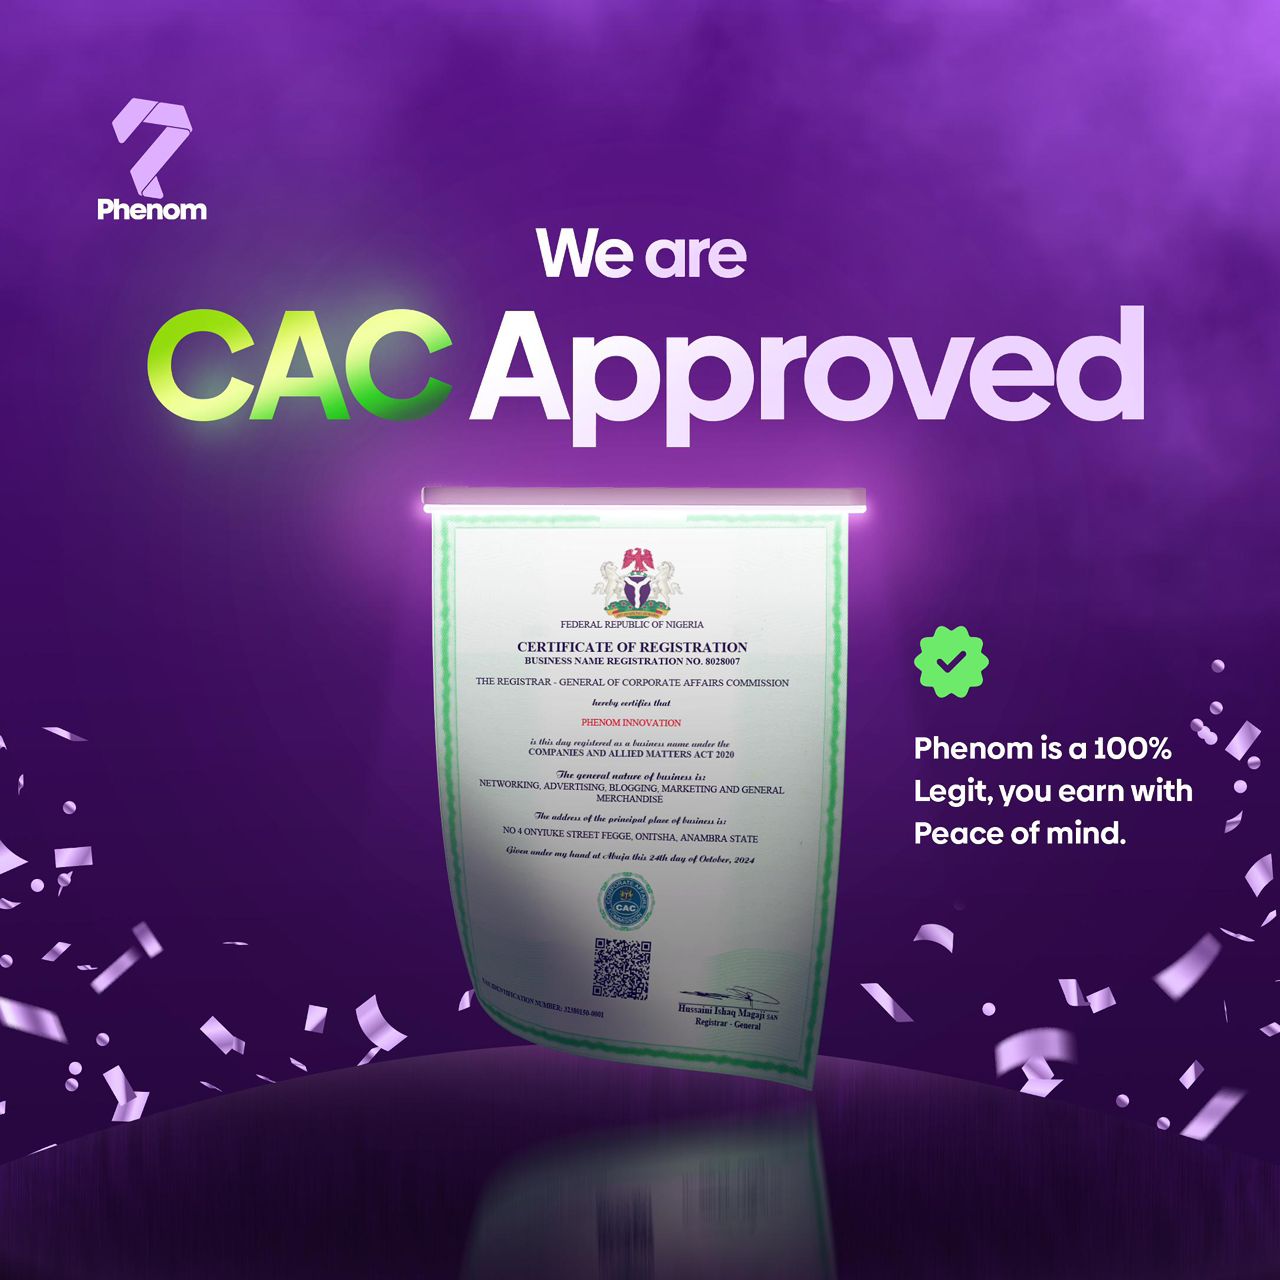 Phenom
We are
CAC Approved
FEDERAL REPUBLIC OF NIGERIA
CERTIFICATE OF REGISTRATION
BUSINESS NAME REGISTRATION NO. 8028007
THE REGISTRAR - GENERAL OF CORPORATE AFFAIRS COMMISSION
hereby certifies that
PHENOM INNOVATION
is this day registered as a business name under the
COMPANIES AND ALLIED MATTERS ACT 2020
The general nature of business is:
NETWORKING, ADVERTISING, BLOGGING, MARKETING AND GENERAL
MERCHANDISE
The address of the principal place of business is:
NO 4 ONYIUKE STREET FEGGE, ONITSHA, ANAMBRA STATE
Given under my hand at Abuja this 24th day of October, 2024
CORPORATE AFFAIRS
CAC
COMMISSION
IDENTIFICATION NUMBER:
Hussaini Ishaq Magaji SAN
Registrar - General
Phenom is a 100%
Legit, you earn with
Peace of mind.